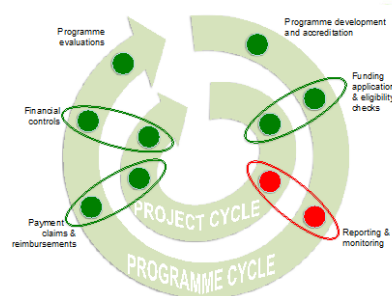 Programme
evaluations
Programme development
and accreditation
Funding
application
& eligibility
checks
Financial
controls
Payment
claims &
reimbursements
Reporting &
monitoring
PROJECT CYCLE
PROGRAMME CYCLE